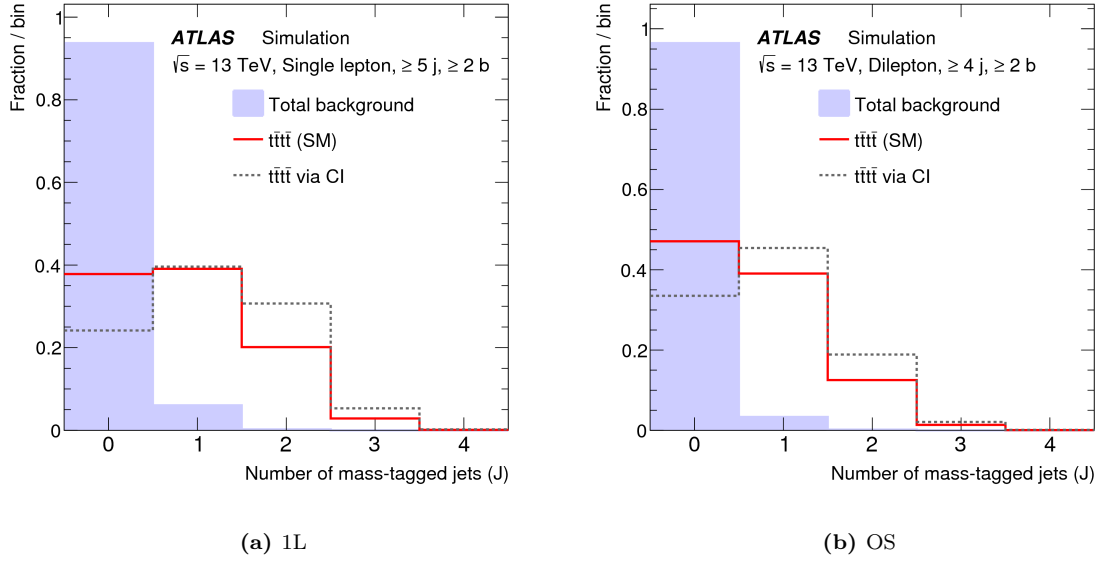 Fraction / bin
1
0.8
0.6
0.4
0.2
0
ATLAS Simulation
√s = 13 TeV, Single lepton, ≥ 5 j, ≥ 2 b
Total background
tt̄tt̄ (SM)
tt̄tt̄ via CI
0 1 2 3 4
Number of mass-tagged jets (J)
(a) 1L
Fraction / bin
1
0.8
0.6
0.4
0.2
0
ATLAS Simulation
√s = 13 TeV, Dilepton, ≥ 4 j, ≥ 2 b
Total background
tt̄tt̄ (SM)
tt̄tt̄ via CI
0 1 2 3 4
Number of mass-tagged jets (J)
(b) OS